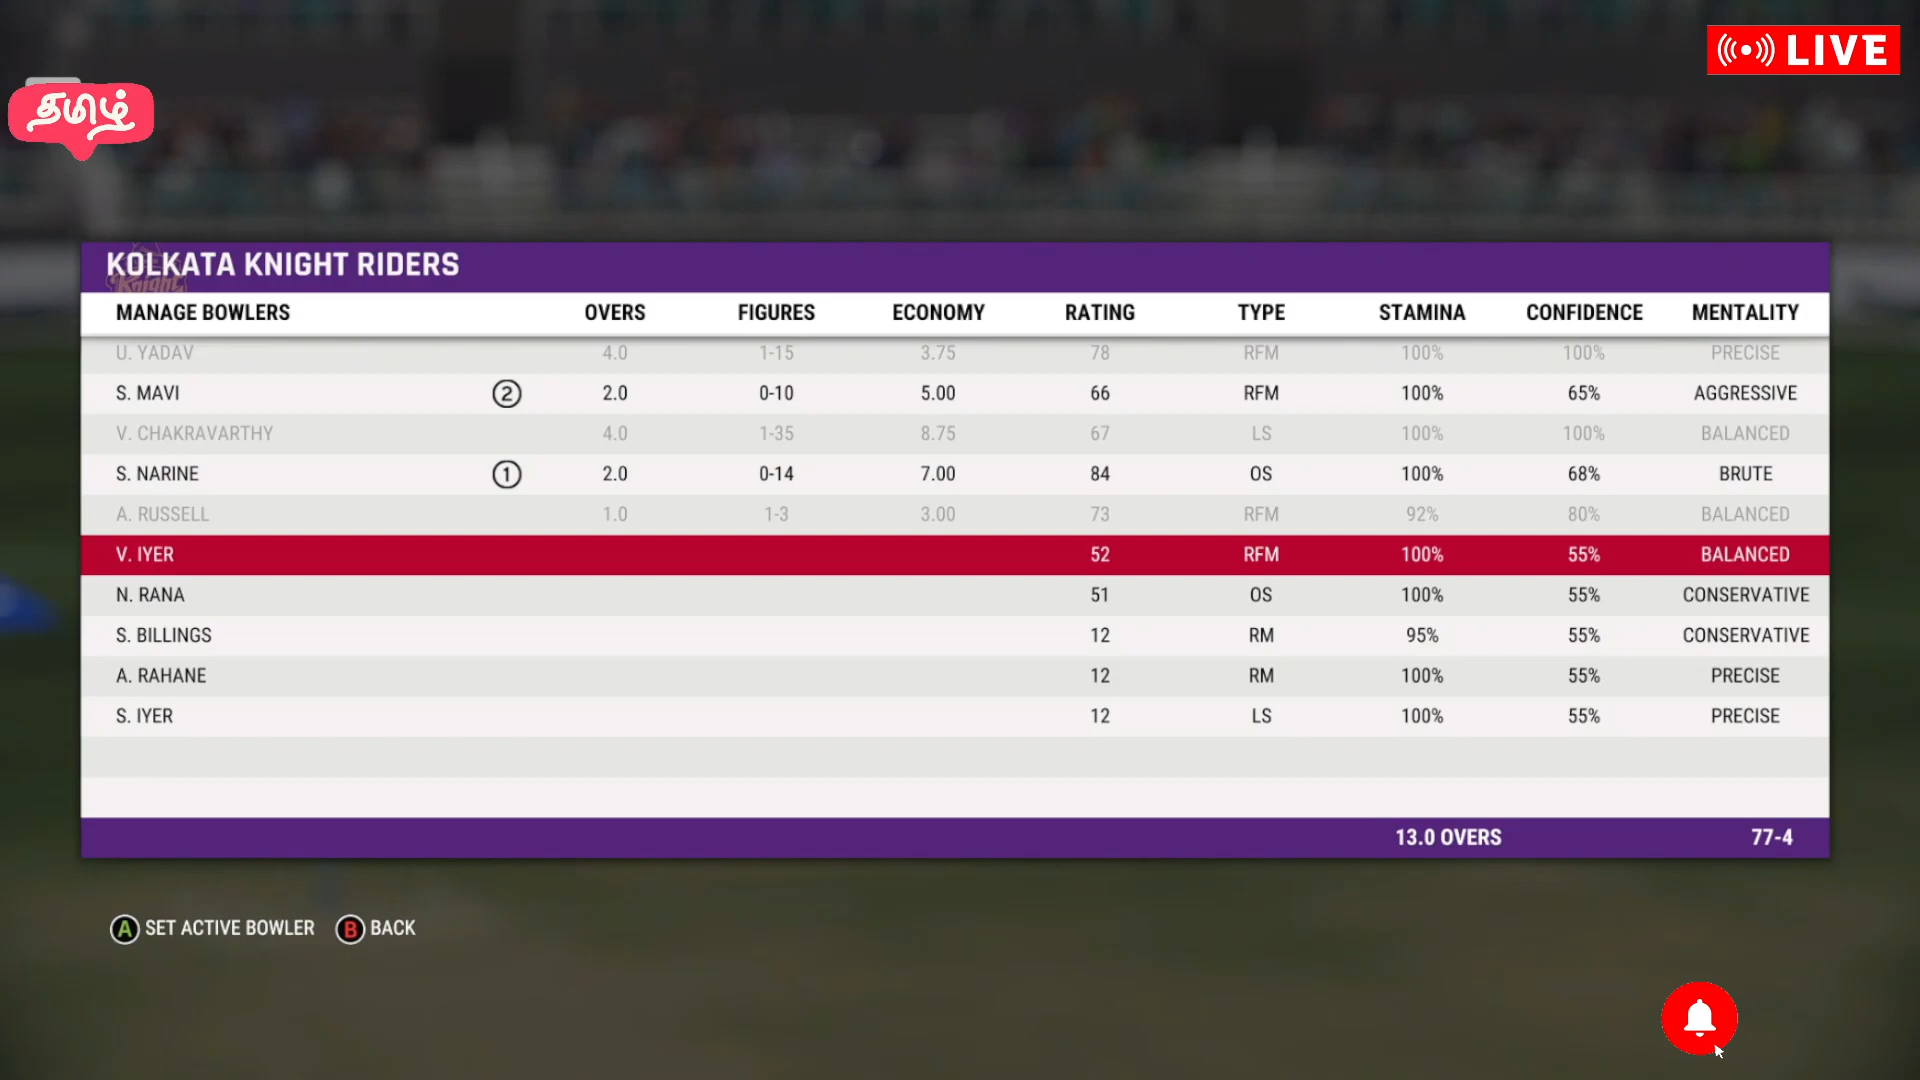 LIVE
தமிழ்
KOLKATA KNIGHT RIDERS
Knight
MANAGE BOWLERS OVERS FIGURES ECONOMY RATING TYPE STAMINA CONFIDENCE MENTALITY
U. YADAV 4.0 1-15 3.75 78 RFM 100% 100% PRECISE
S. MAVI 2 2.0 0-10 5.00 66 RFM 100% 65% AGGRESSIVE
V. CHAKRAVARTHY 4.0 1-35 8.75 67 LS 100% 100% BALANCED
S. NARINE 1 2.0 0-14 7.00 84 OS 100% 68% BRUTE
A. RUSSELL 1.0 1-3 3.00 73 RFM 92% 80% BALANCED
V. IYER 52 RFM 100% 55% BALANCED
N. RANA 51 OS 100% 55% CONSERVATIVE
S. BILLINGS 12 RM 95% 55% CONSERVATIVE
A. RAHANE 12 RM 100% 55% PRECISE
S. IYER 12 LS 100% 55% PRECISE
13.0 OVERS 77-4
A SET ACTIVE BOWLER B BACK